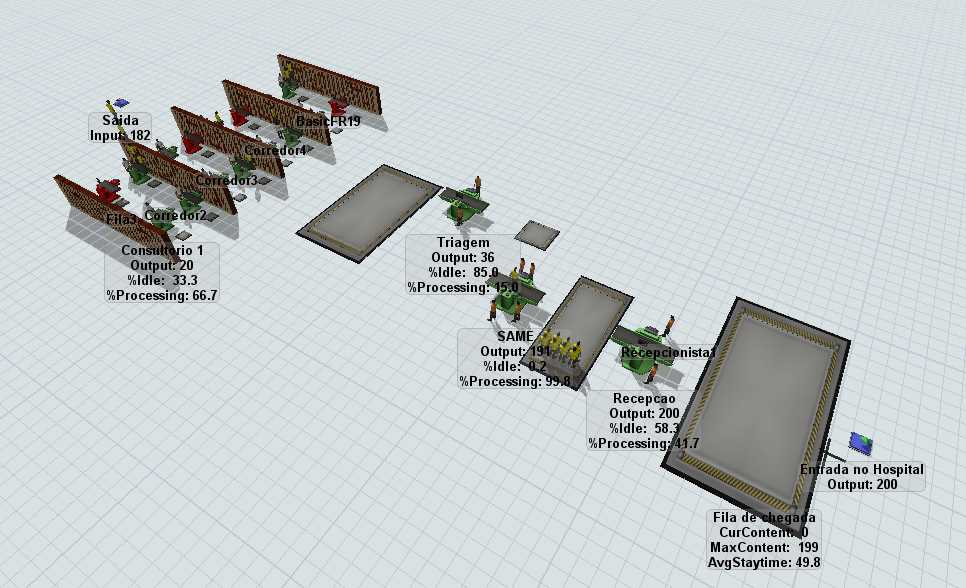 Saida
Input: 182
BasicFR19
Corredor4
Corredor3
Fila3
Corredor2
Consultorio 1
Output: 20
%Idle: 33.3
%Processing: 66.7
Triagem
Output: 36
%Idle: 85.0
%Processing: 15.0
SAME
Output: 191
%Idle: 0.2
%Processing: 99.8
Recepcionista1
Recepcao
Output: 200
%Idle: 58.3
%Processing: 41.7
Entrada no Hospital
Output: 200
Fila de chegada
CurContent: 0
MaxContent: 199
AvgStaytime: 49.8